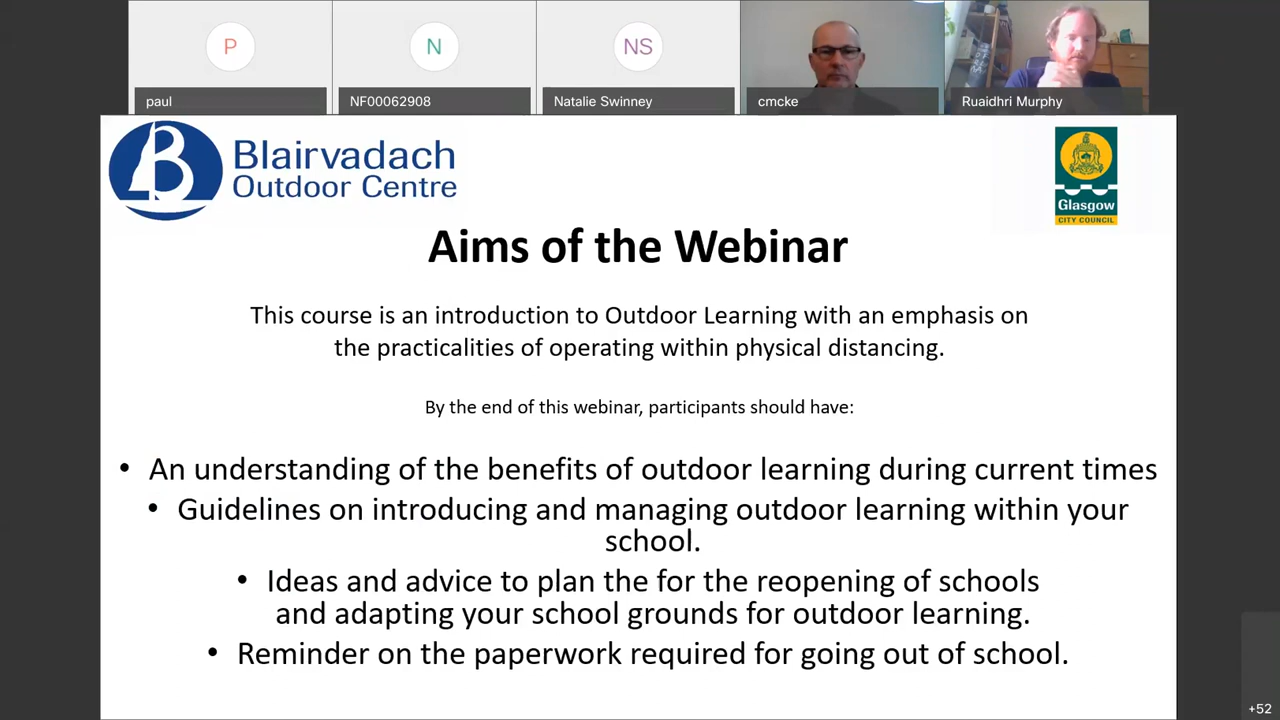 P
N
NS
paul
NF00062908
Natalie Swinney
cmcke
Ruaidhri Murphy
B
Blairvadach
Outdoor Centre
Glasgow
CITY COUNCIL
Aims of the Webinar
This course is an introduction to Outdoor Learning with an emphasis on
the practicalities of operating within physical distancing.
By the end of this webinar, participants should have:
• An understanding of the benefits of outdoor learning during current times
• Guidelines on introducing and managing outdoor learning within your
school.
• Ideas and advice to plan the for the reopening of schools
and adapting your school grounds for outdoor learning.
• Reminder on the paperwork required for going out of school.
+52